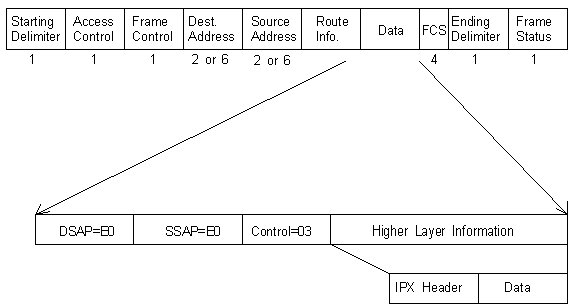 Starting Delimiter Access Control Frame Control Dest. Address Source Address Route Info. Data FCS Ending Delimiter Frame Status
1 1 1 2 or 6 2 or 6 4 1 1
DSAP=E0 SSAP=E0 Control=03 Higher Layer Information
IPX Header Data